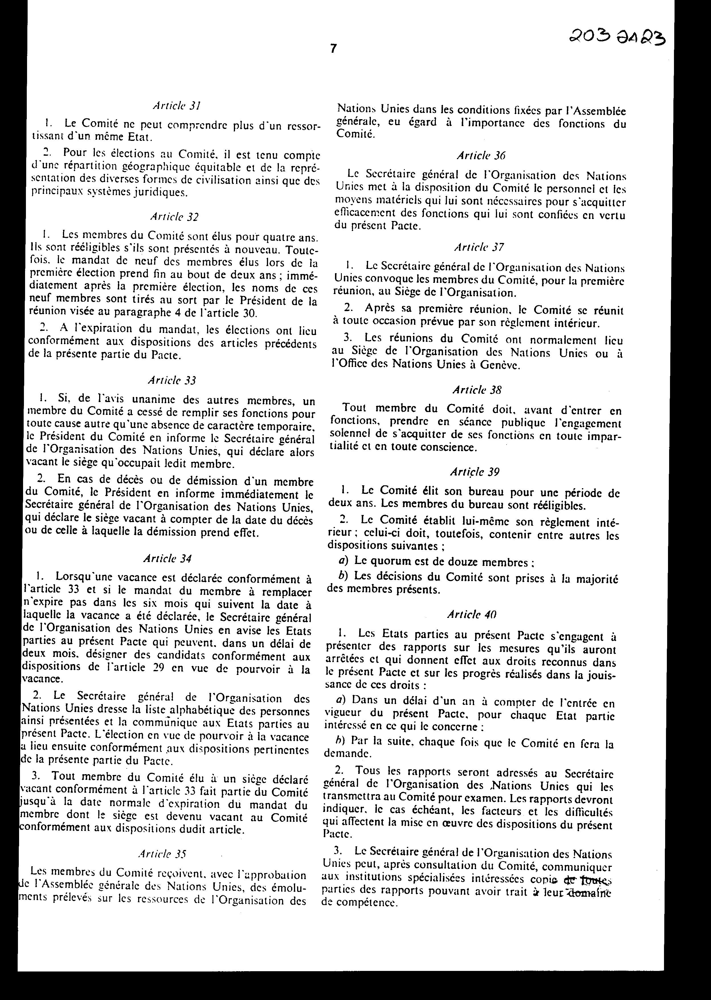 203
7
Article 31
1. Le Comité ne peut comprendre plus d'un ressor-
tissant d'un même Etat.
2. Pour les élections au Comité, il est tenu compte
d'une répartition géographique équitable et de la repré-
sentation des diverses formes de civilisation ainsi que des
principaux systèmes juridiques.
Article 32
1. Les membres du Comité sont élus pour quatre ans.
Ils sont rééligibles s'ils sont présentés à nouveau. Toute-
fois, le mandat de neuf des membres élus lors de la
première élection prend fin au bout de deux ans ; immé-
diatement après la première élection, les noms de ces
neuf membres sont tirés au sort par le Président de la
réunion visée au paragraphe 4 de l'article 30.
2. A l'expiration du mandat, les élections ont lieu
conformément aux dispositions des articles précédents
de la présente partie du Pacte.
Article 33
1. Si, de l'avis unanime des autres membres, un
membre du Comité a cessé de remplir ses fonctions pour
toute cause autre qu'une absence de caractère temporaire,
le Président du Comité en informe le Secrétaire général
de l'Organisation des Nations Unies, qui déclare alors
vacant le siège qu'occupait ledit membre.
2. En cas de décès ou de démission d'un membre
du Comité, le Président en informe immédiatement le
Secrétaire général de l'Organisation des Nations Unies,
qui déclare le siège vacant à compter de la date du décès
ou de celle à laquelle la démission prend effet.
Article 34
1. Lorsqu'une vacance est déclarée conformément à
l'article 33 et si le mandat du membre à remplacer
n'expire pas dans les six mois qui suivent la date à
laquelle la vacance a été déclarée, le Secrétaire général
de l'Organisation des Nations Unies en avise les Etats
parties au présent Pacte qui peuvent, dans un délai de
deux mois, désigner des candidats conformément aux
dispositions de l'article 29 en vue de pourvoir à la
vacance.
2. Le Secrétaire général de l'Organisation des
Nations Unies dresse la liste alphabétique des personnes
ainsi présentées et la communique aux Etats parties au
présent Pacte. L'élection en vue de pourvoir à la vacance
a lieu ensuite conformément aux dispositions pertinentes
de la présente partie du Pacte.
3. Tout membre du Comité élu à un siège déclaré
vacant conformément à l'article 33 fait partie du Comité
jusqu'à la date normale d'expiration du mandat du
membre dont le siège est devenu vacant au Comité
conformément aux dispositions dudit article.
Article 35
Les membres du Comité reçoivent, avec l'approbation
de l'Assemblée générale des Nations Unies, des émolu-
ments prélevés sur les ressources de l'Organisation des
Nations Unies dans les conditions fixées par l'Assemblée
générale, eu égard à l'importance des fonctions du
Comité.
Article 36
Le Secrétaire général de l'Organisation des Nations
Unies met à la disposition du Comité le personnel et les
moyens matériels qui lui sont nécessaires pour s'acquitter
efficacement des fonctions qui lui sont confiées en vertu
du présent Pacte.
Article 37
1. Le Secrétaire général de l'Organisation des Nations
Unies convoque les membres du Comité, pour la première
réunion, au Siège de l'Organisation.
2. Après sa première réunion, le Comité se réunit
à toute occasion prévue par son règlement intérieur.
3. Les réunions du Comité ont normalement lieu
au Siège de l'Organisation des Nations Unies ou à
l'Office des Nations Unies à Genève.
Article 38
Tout membre du Comité doit, avant d'entrer en
fonctions, prendre en séance publique l'engagement
solennel de s'acquitter de ses fonctions en toute impar-
tialité et en toute conscience.
Article 39
1. Le Comité élit son bureau pour une période de
deux ans. Les membres du bureau sont rééligibles.
2. Le Comité établit lui-même son règlement inté-
rieur ; celui-ci doit, toutefois, contenir entre autres les
dispositions suivantes ;
a) Le quorum est de douze membres ;
b) Les décisions du Comité sont prises à la majorité
des membres présents.
Article 40
1. Les Etats parties au présent Pacte s'engagent à
présenter des rapports sur les mesures qu'ils auront
arrêtées et qui donnent effet aux droits reconnus dans
le présent Pacte et sur les progrès réalisés dans la jouis-
sance de ces droits :
a) Dans un délai d'un an à compter de l'entrée en
vigueur du présent Pacte, pour chaque Etat partie
intéressé en ce qui le concerne :
b) Par la suite, chaque fois que le Comité en fera la
demande.
2. Tous les rapports seront adressés au Secrétaire
général de l'Organisation des Nations Unies qui les
transmettra au Comité pour examen. Les rapports devront
indiquer, le cas échéant, les facteurs et les difficultés
qui affectent la mise en œuvre des dispositions du présent
Pacte.
3. Le Secrétaire général de l'Organisation des Nations
Unies peut, après consultation du Comité, communiquer
aux institutions spécialisées intéressées copie de toutes
parties des rapports pouvant avoir trait à leur domaine
de compétence.